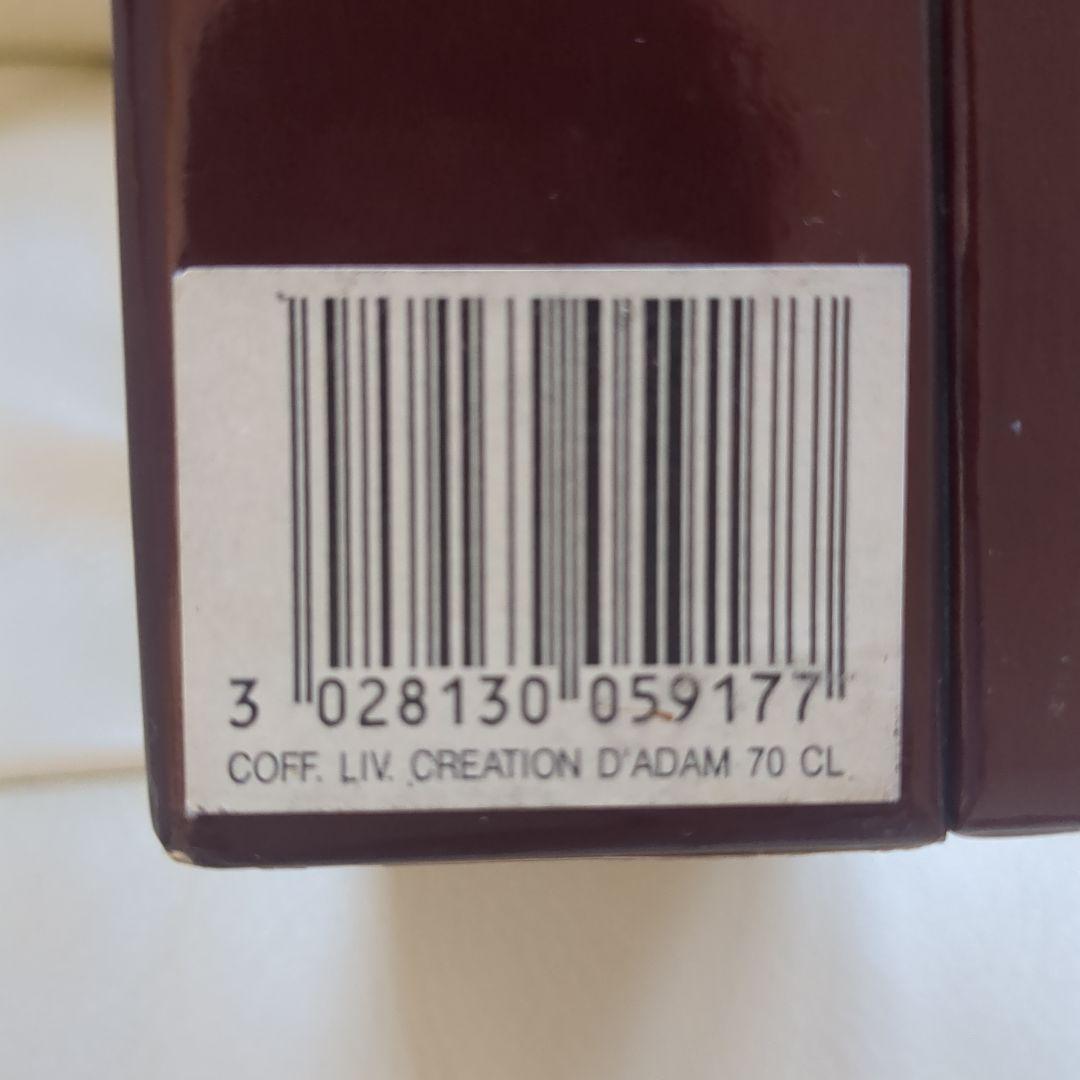 3 028130 059177
COFF. LIV. CREATION D'ADAM 70 CL